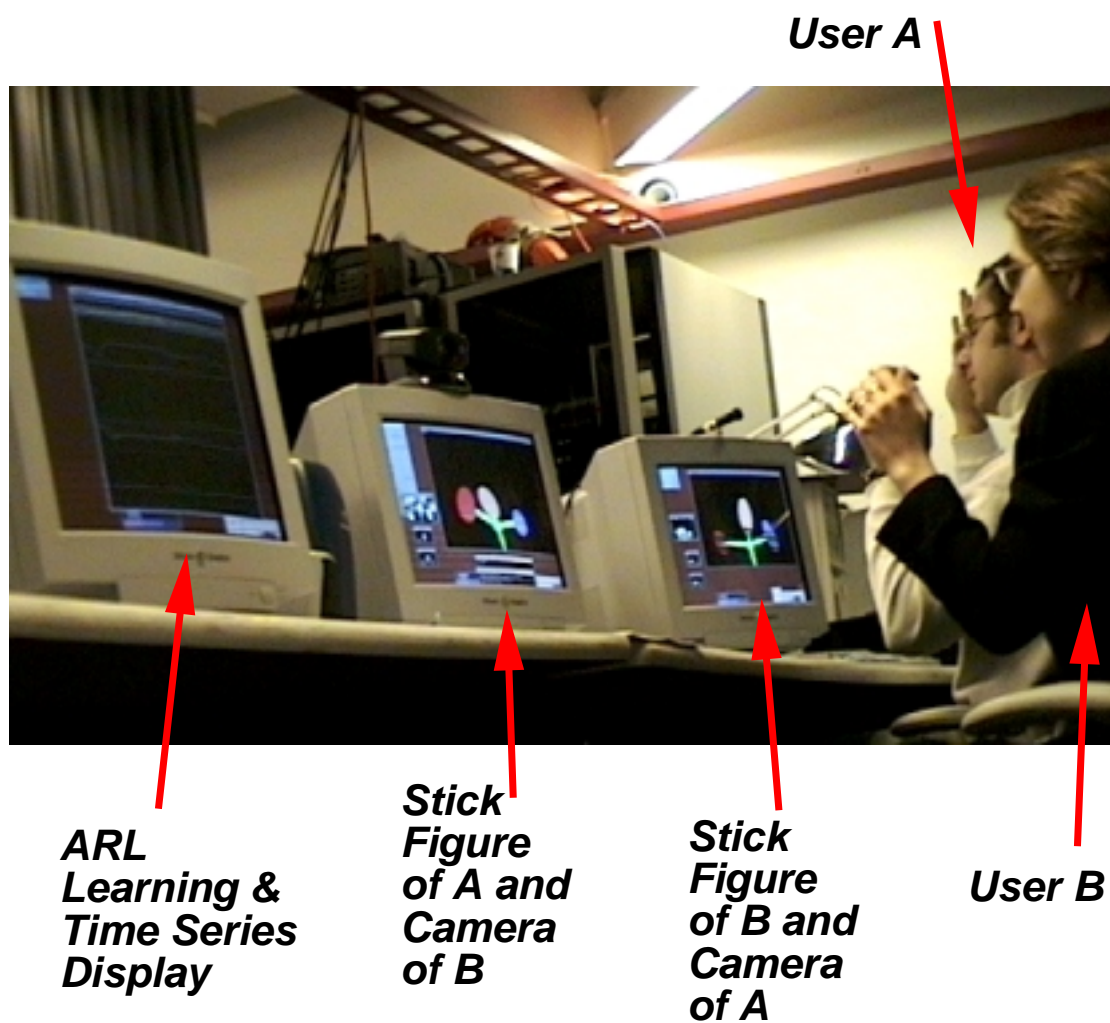 User A
ARL
Learning &
Time Series
Display
Stick
Figure
of A and
Camera
of B
Stick
Figure
of B and
Camera
of A
User B